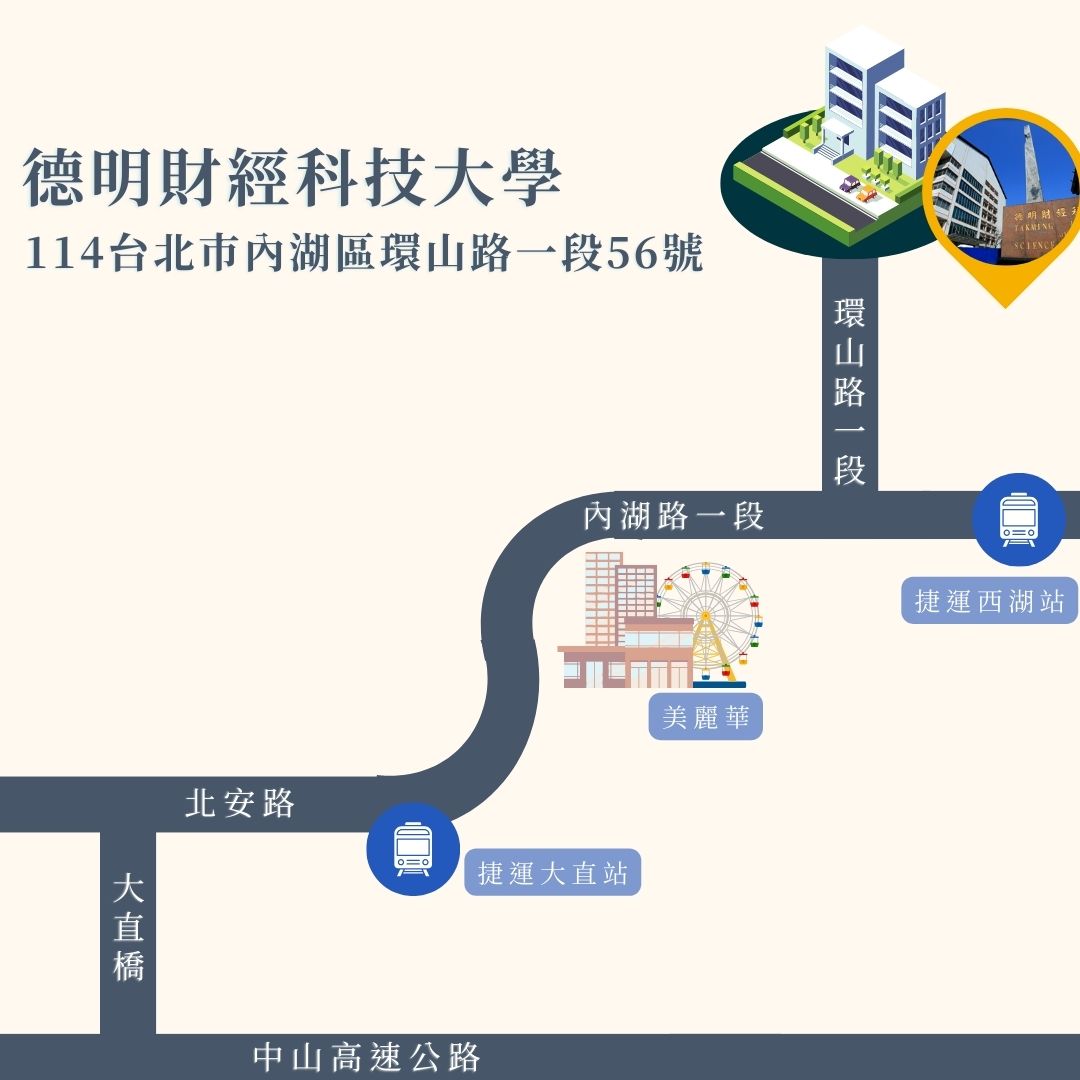 德明財經科技大學
114台北市內湖區環山路一段56號
德明財經
TAKMING
SCIENCE
環山路一段
內湖路一段
捷運西湖站
美麗華
北安路
捷運大直站
大直橋
中山高速公路